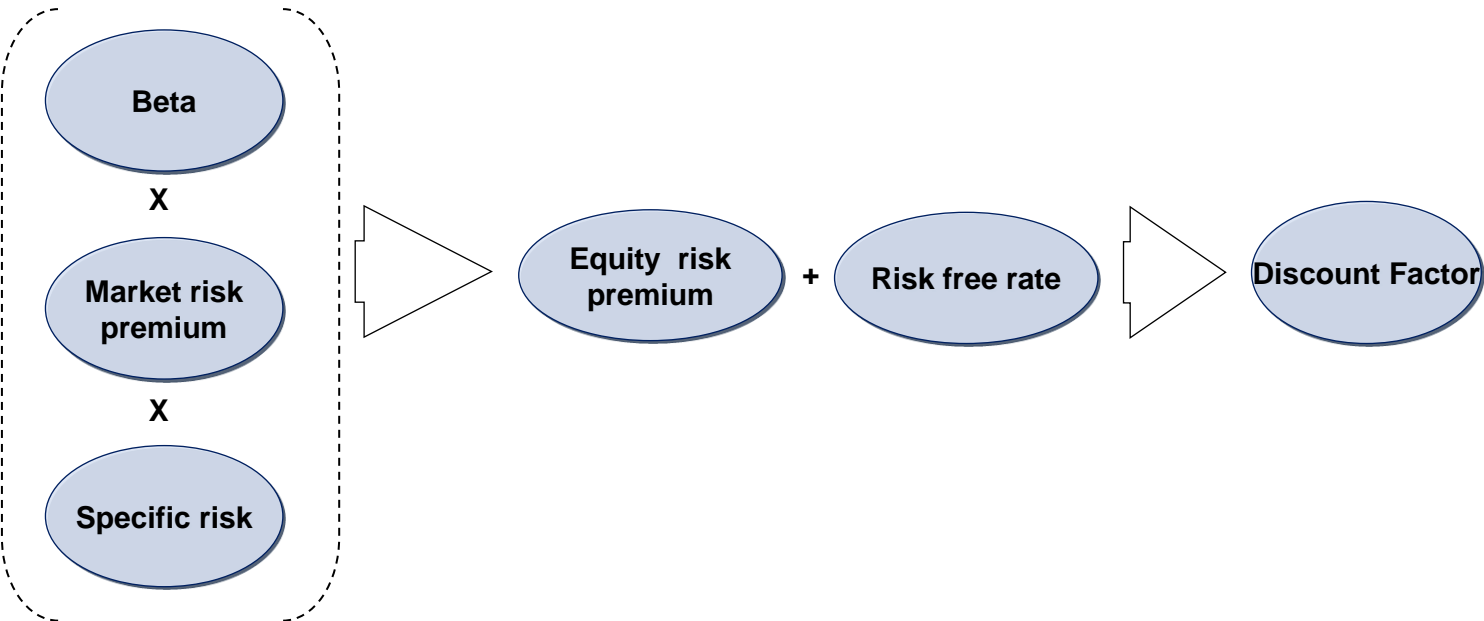 Beta
X
Market risk
premium
X
Specific risk
Equity risk
premium
+
Risk free rate
Discount Factor